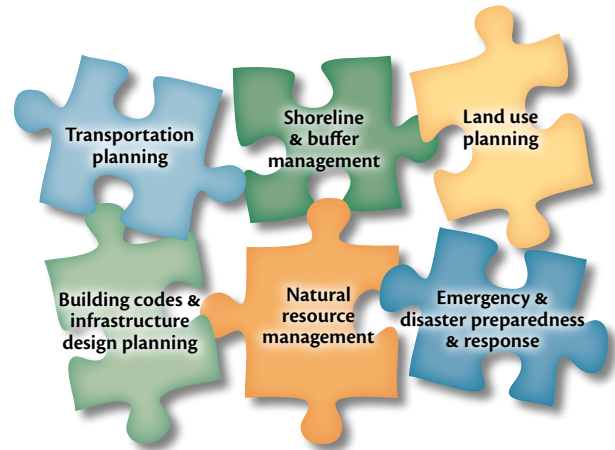 Transportation
planning
Shoreline
& buffer
management
Land use
planning
Building codes &
infrastructure
design planning
Natural
resource
management
Emergency &
disaster preparedness
& response